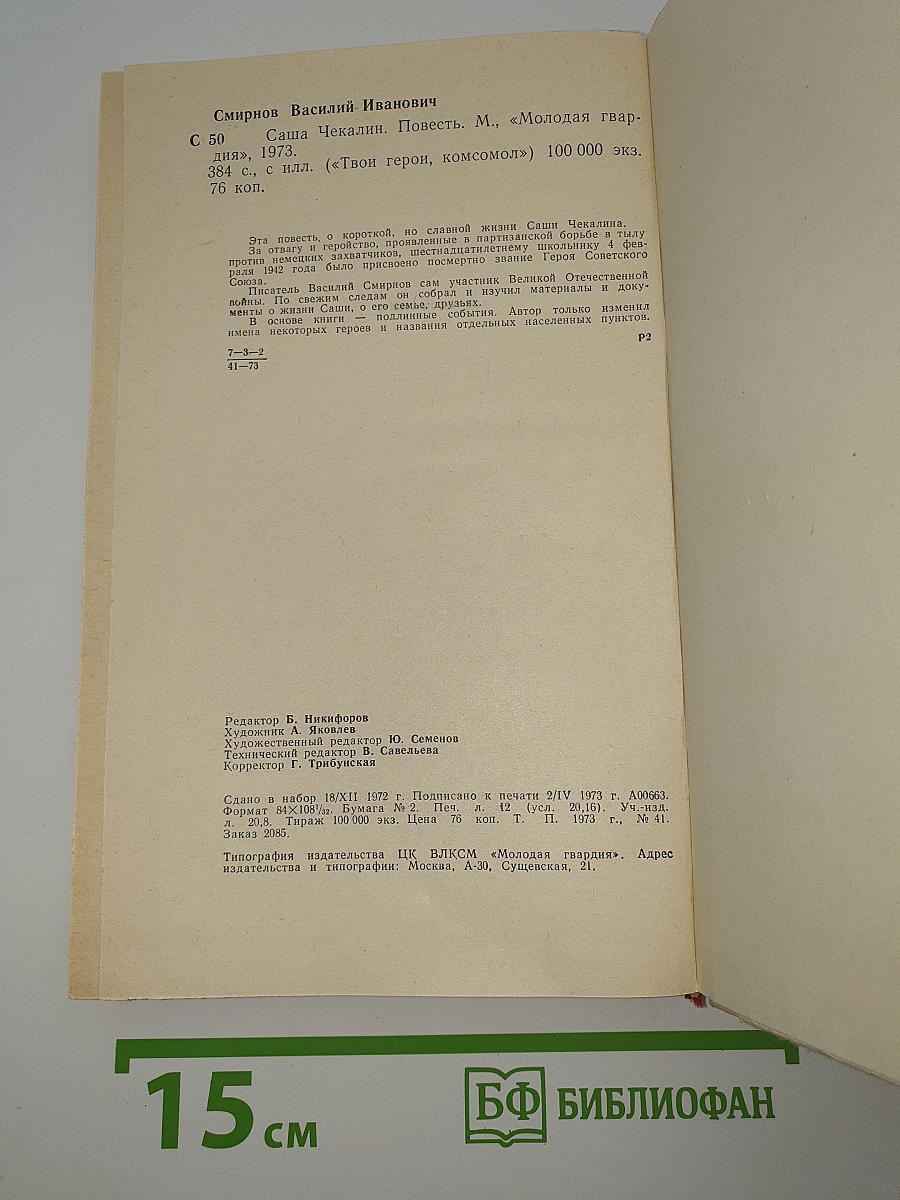 Смирнов Василий Иванович
С 50 Саша Чекалин. Повесть. М., «Молодая гвар-
дия», 1973.
384 с., с илл. («Твои герои, комсомол») 100 000 экз.
76 коп.
Эта повесть о короткой, но славной жизни Саши Чекалина.
За отвагу и геройство, проявленные в партизанской борьбе в тылу
против немецких захватчиков, шестнадцатилетнему школьнику 4 фев-
раля 1942 года было присвоено посмертно звание Героя Советского
Союза.
Писатель Василий Смирнов сам участник Великой Отечественной
войны. По свежим следам он собрал и изучил материалы и доку-
менты о жизни Саши, о его семье, друзьях.
В основе книги — подлинные события. Автор только изменил
имена некоторых героев и названия отдельных населенных пунктов.
7—3—2
41—73
Р2
Редактор Б. Никифоров
Художник А. Яковлев
Художественный редактор Ю. Семенов
Технический редактор В. Савельева
Корректор Г. Трибунская
Сдано в набор 18/XII 1972 г. Подписано к печати 2/IV 1973 г. А00663.
Формат 84×108¹/₃₂. Бумага № 2. Печ. л. 12 (усл. 20,16). Уч.-изд.
л. 20,8. Тираж 100 000 экз. Цена 76 коп. Т. П. 1973 г., № 41.
Заказ 2085.
Типография издательства ЦК ВЛКСМ «Молодая гвардия». Адрес
издательства и типографии: Москва, А-30, Сущевская, 21.
15 см
БФ БИБЛИОФАН